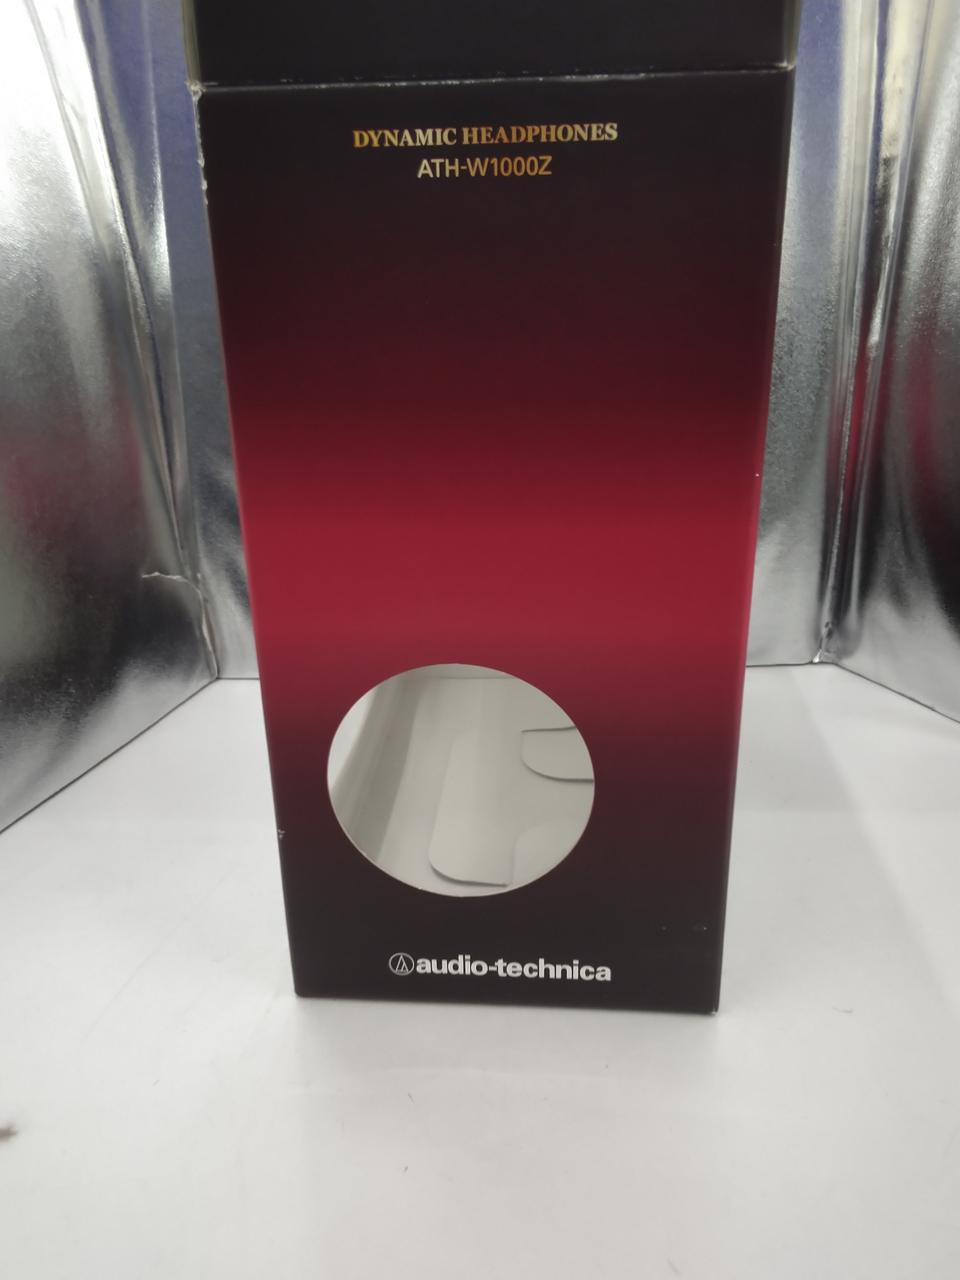 DYNAMIC HEADPHONES
ATH-W1000Z
audio-technica